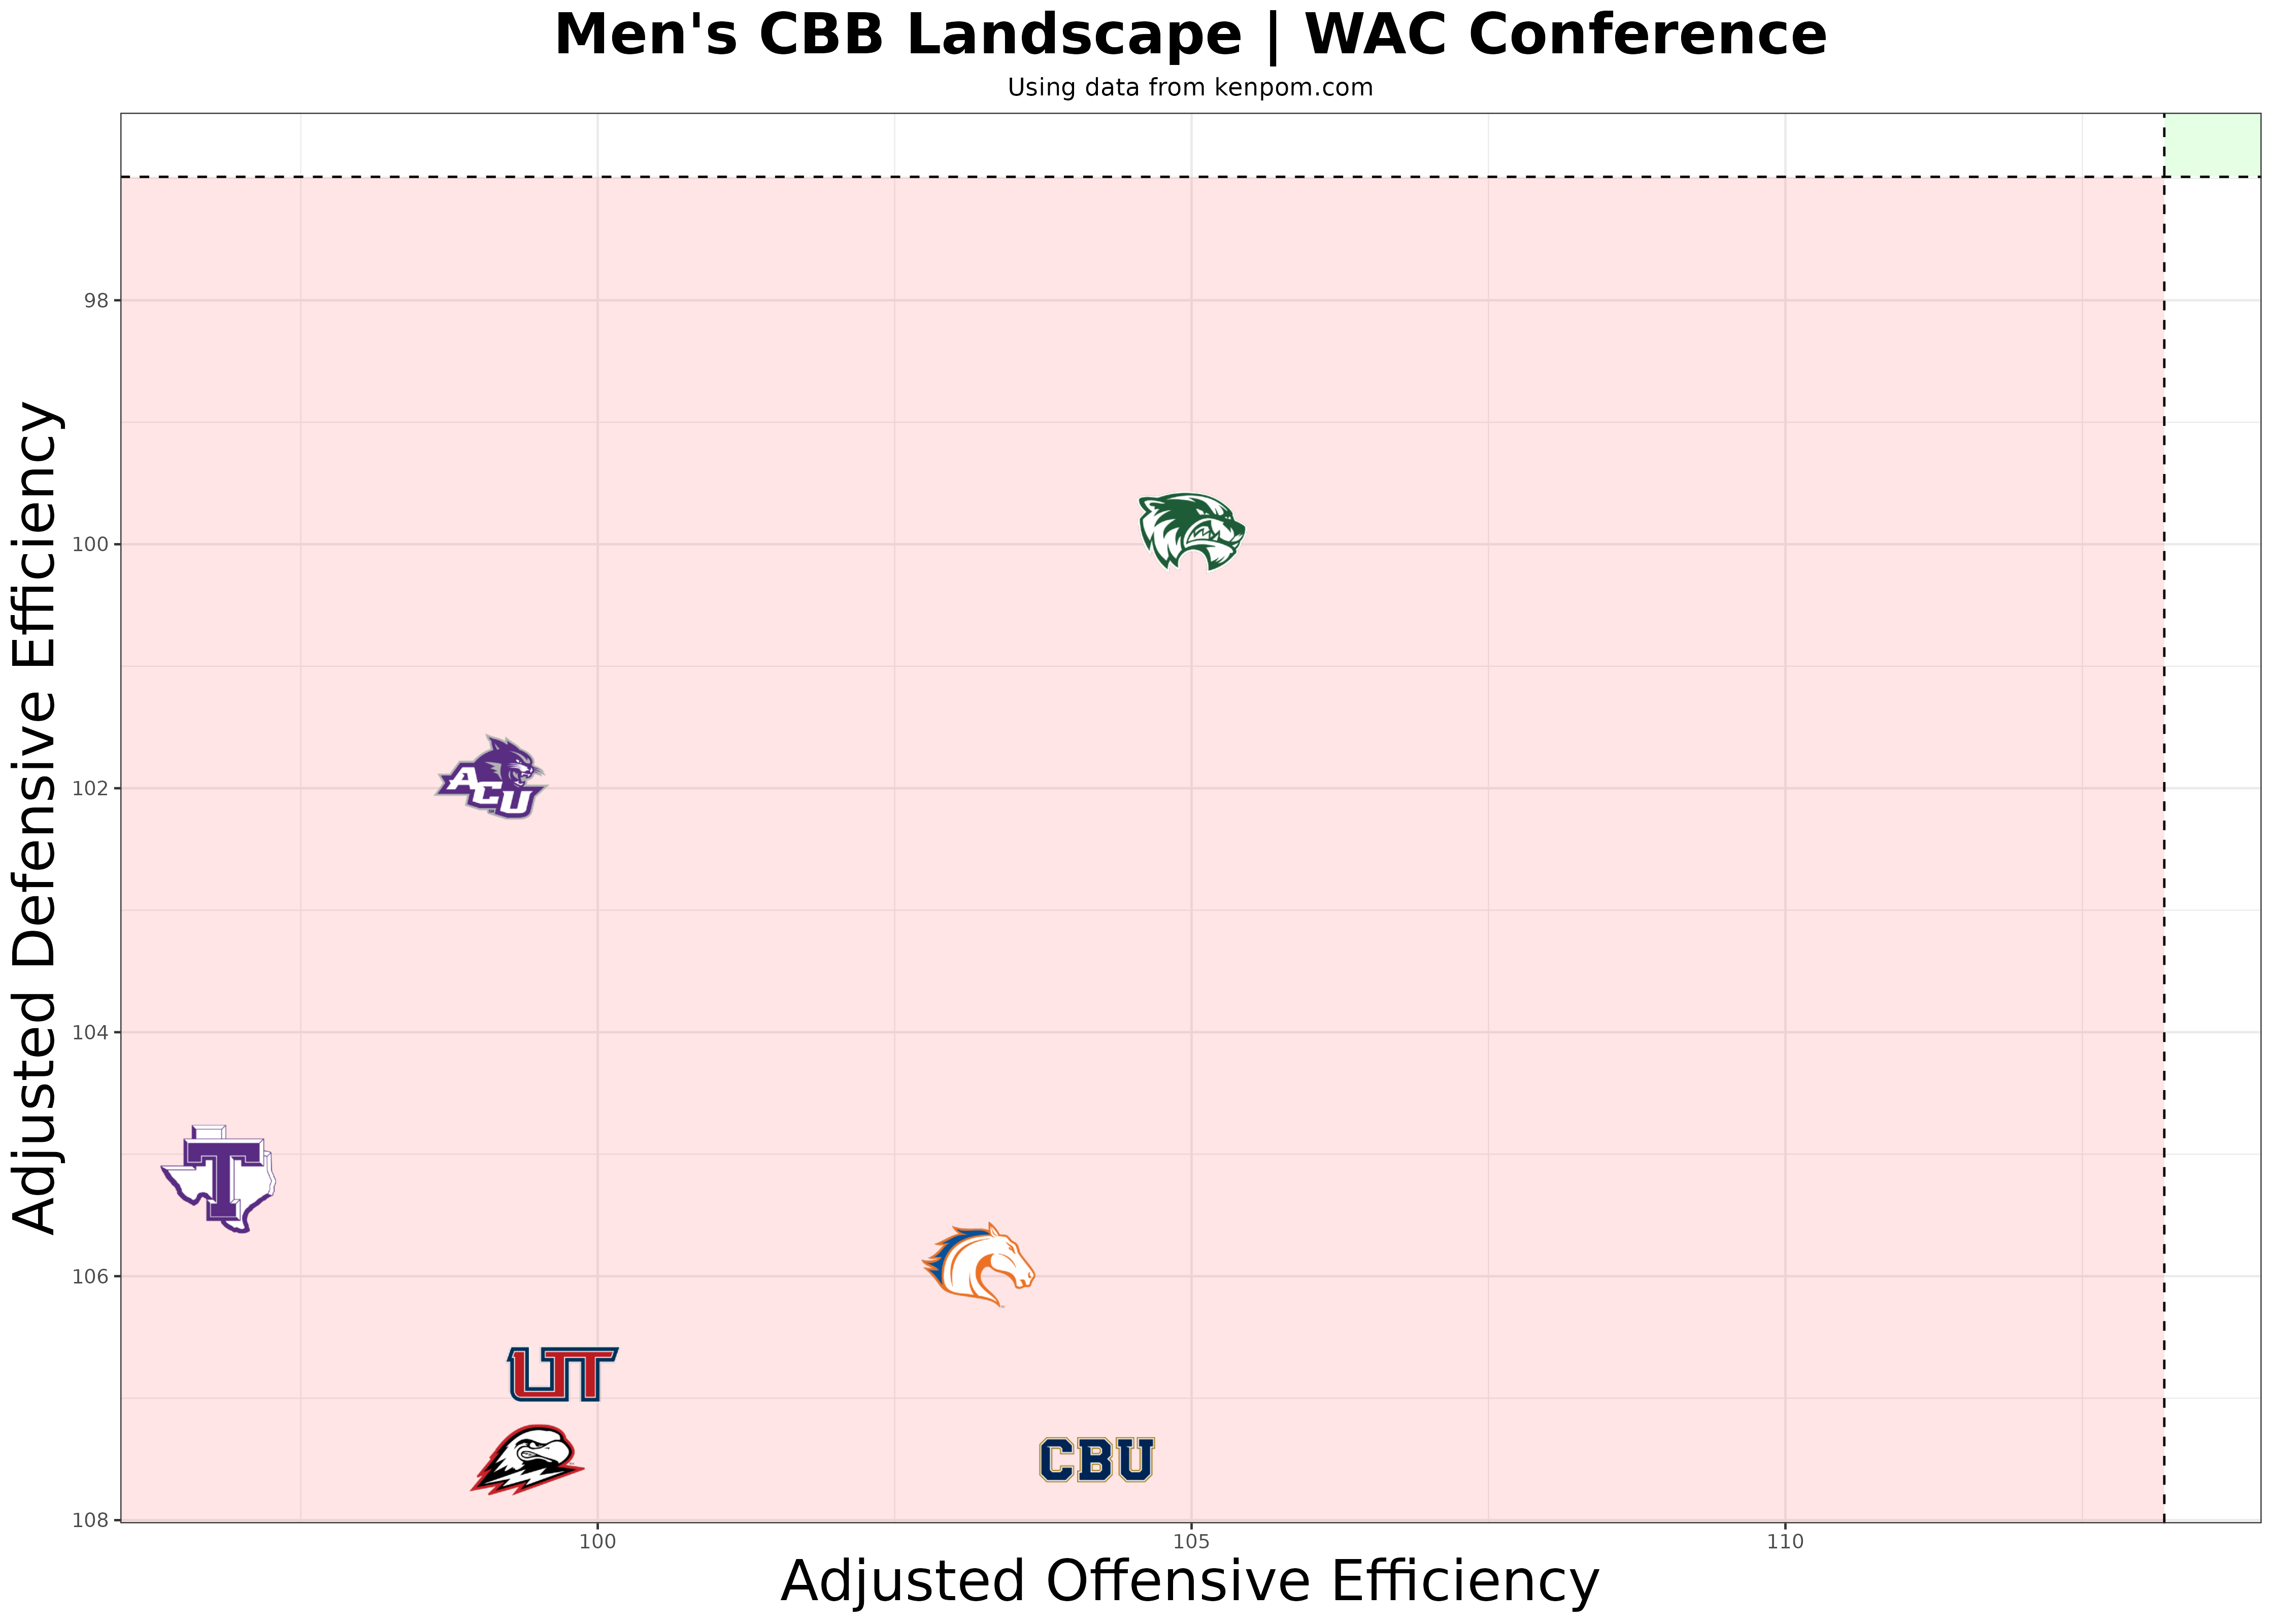 Men's CBB Landscape | WAC Conference
Using data from kenpom.com
Adjusted Defensive Efficiency
98
100
102
104
106
108
ACU
T
UT
CBU
100
105
110
Adjusted Offensive Efficiency